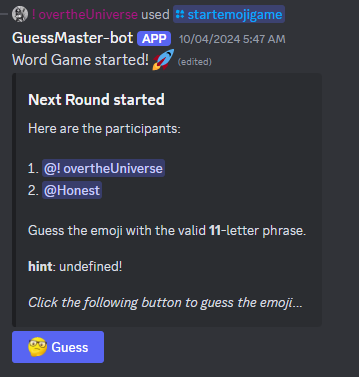 ! overtheUniverse used startemojigame
GuessMaster-bot APP 10/04/2024 5:47 AM
Word Game started! 🚀 (edited)
Next Round started
Here are the participants:
1. @! overtheUniverse
2. @Honest
Guess the emoji with the valid 11-letter phrase.
hint: undefined!
Click the following button to guess the emoji...
Guess